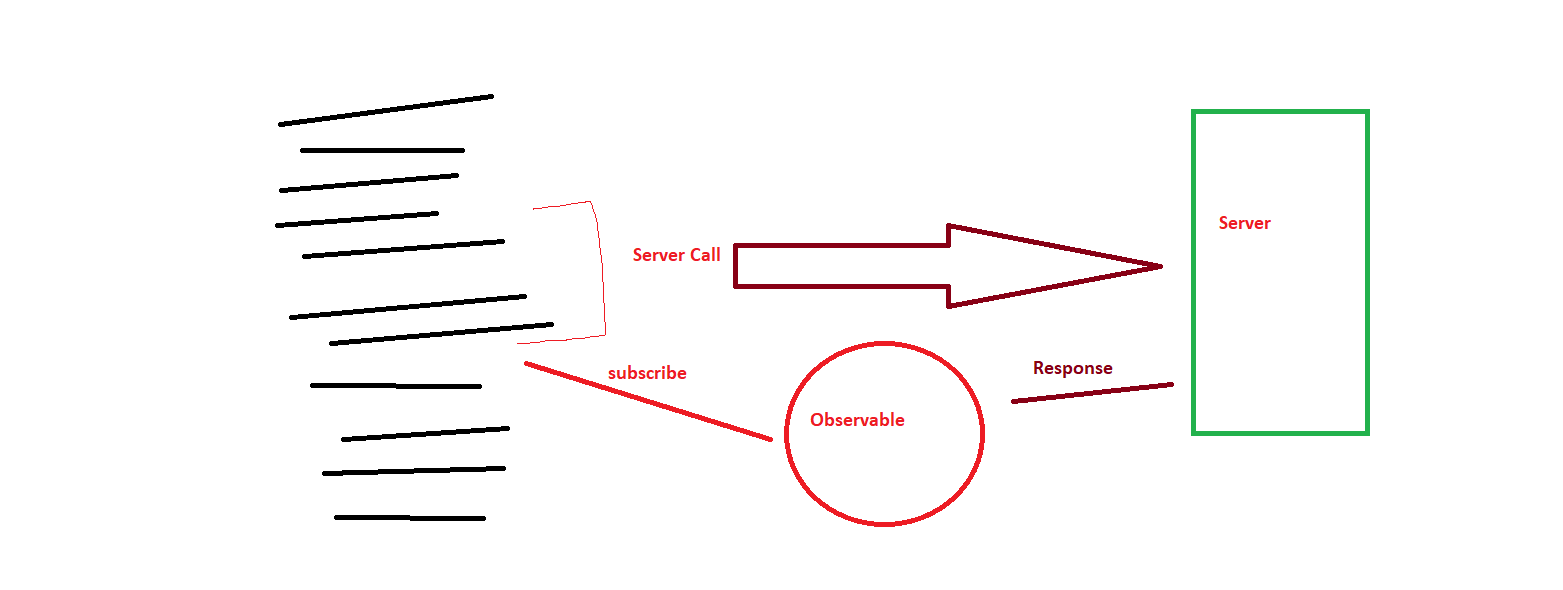 Server
Server Call
Response
subscribe
Observable